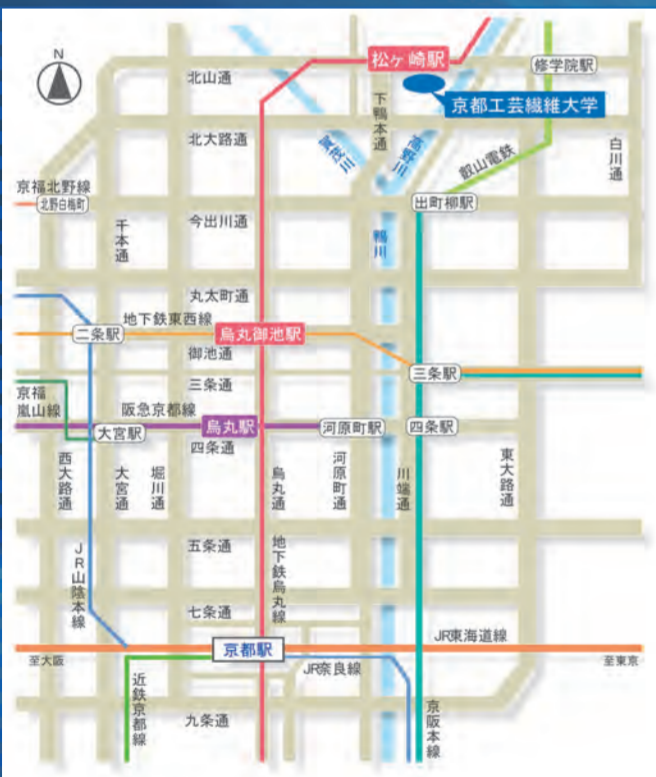 N
松ヶ崎駅
修学院駅
北山通
京都工芸繊維大学
下鴨本通
北大路通
賀茂川
高野川
叡山電鉄
白川通
京福北野線
北野白梅町
出町柳駅
千本通
今出川通
鴨川
丸太町通
地下鉄東西線
二条駅
烏丸御池駅
御池通
三条駅
三条通
京福
嵐山線
阪急京都線
大宮駅
烏丸駅
河原町駅
四条駅
四条通
西大路通
大宮通
堀川通
烏丸通
河原町通
川端通
東大路通
五条通
地下鉄烏丸線
JR山陰本線
七条通
京都駅
JR東海道線
至大阪
至東京
JR奈良線
近鉄京都線
九条通
京阪本線